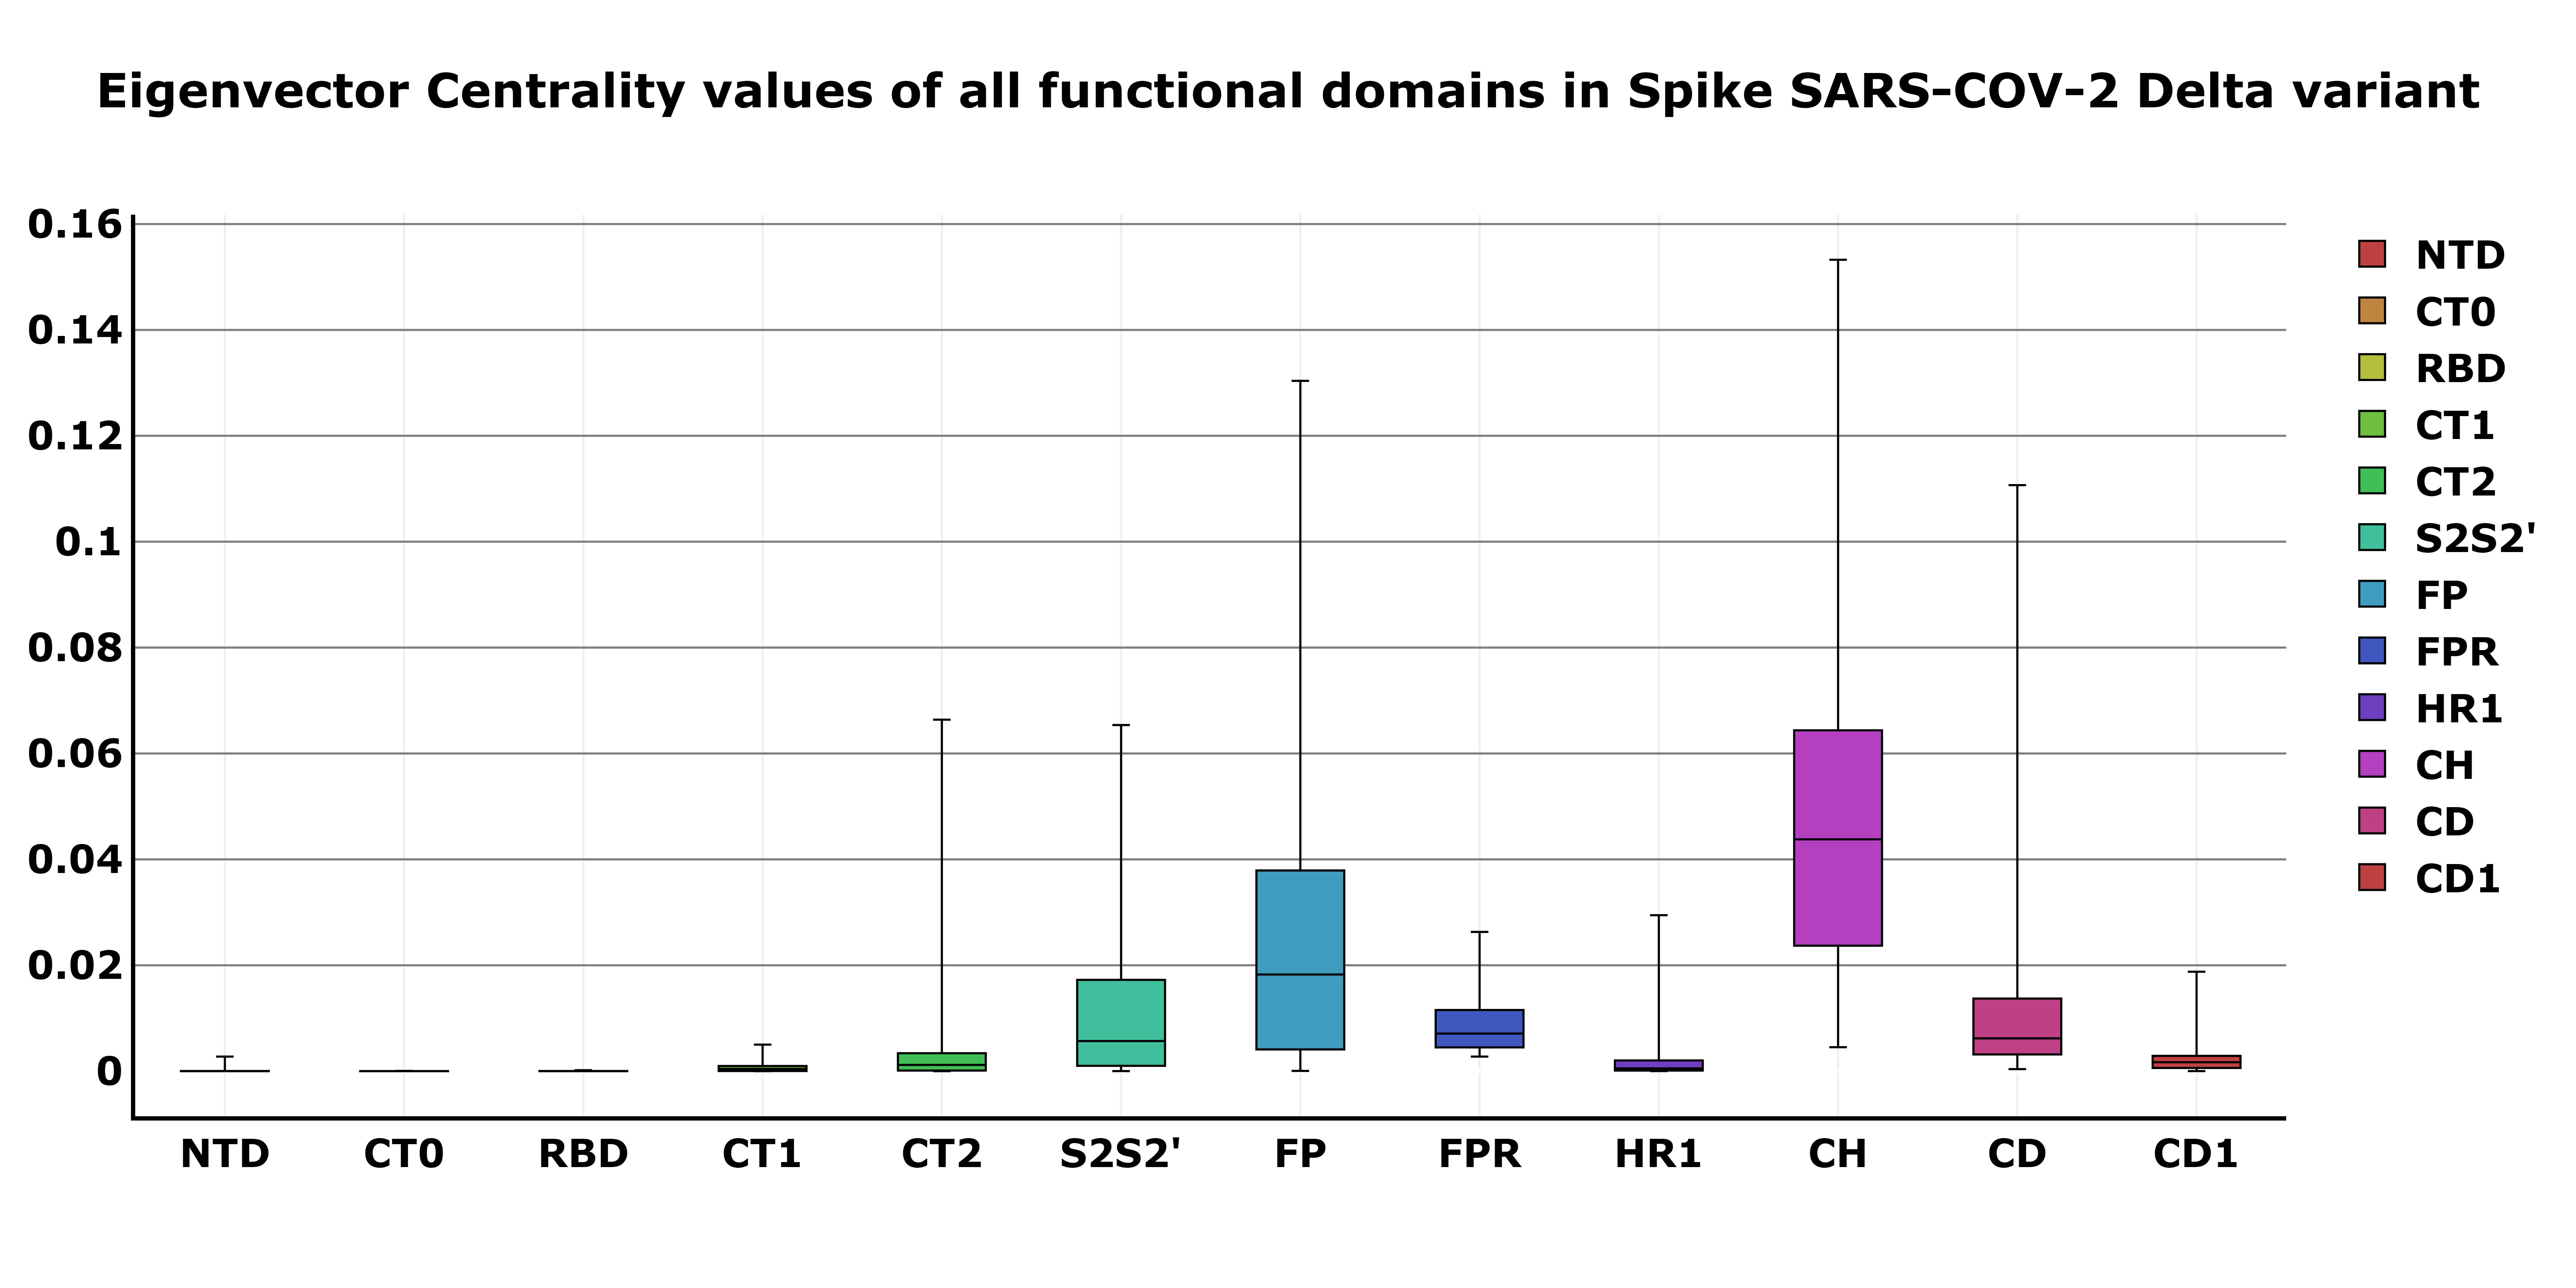 Eigenvector Centrality values of all functional domains in Spike SARS-COV-2 Delta variant
0.16
0.14
0.12
0.1
0.08
0.06
0.04
0.02
0
NTD
CT0
RBD
CT1
CT2
S2S2'
FP
FPR
HR1
CH
CD
CD1
NTD
CT0
RBD
CT1
CT2
S2S2'
FP
FPR
HR1
CH
CD
CD1